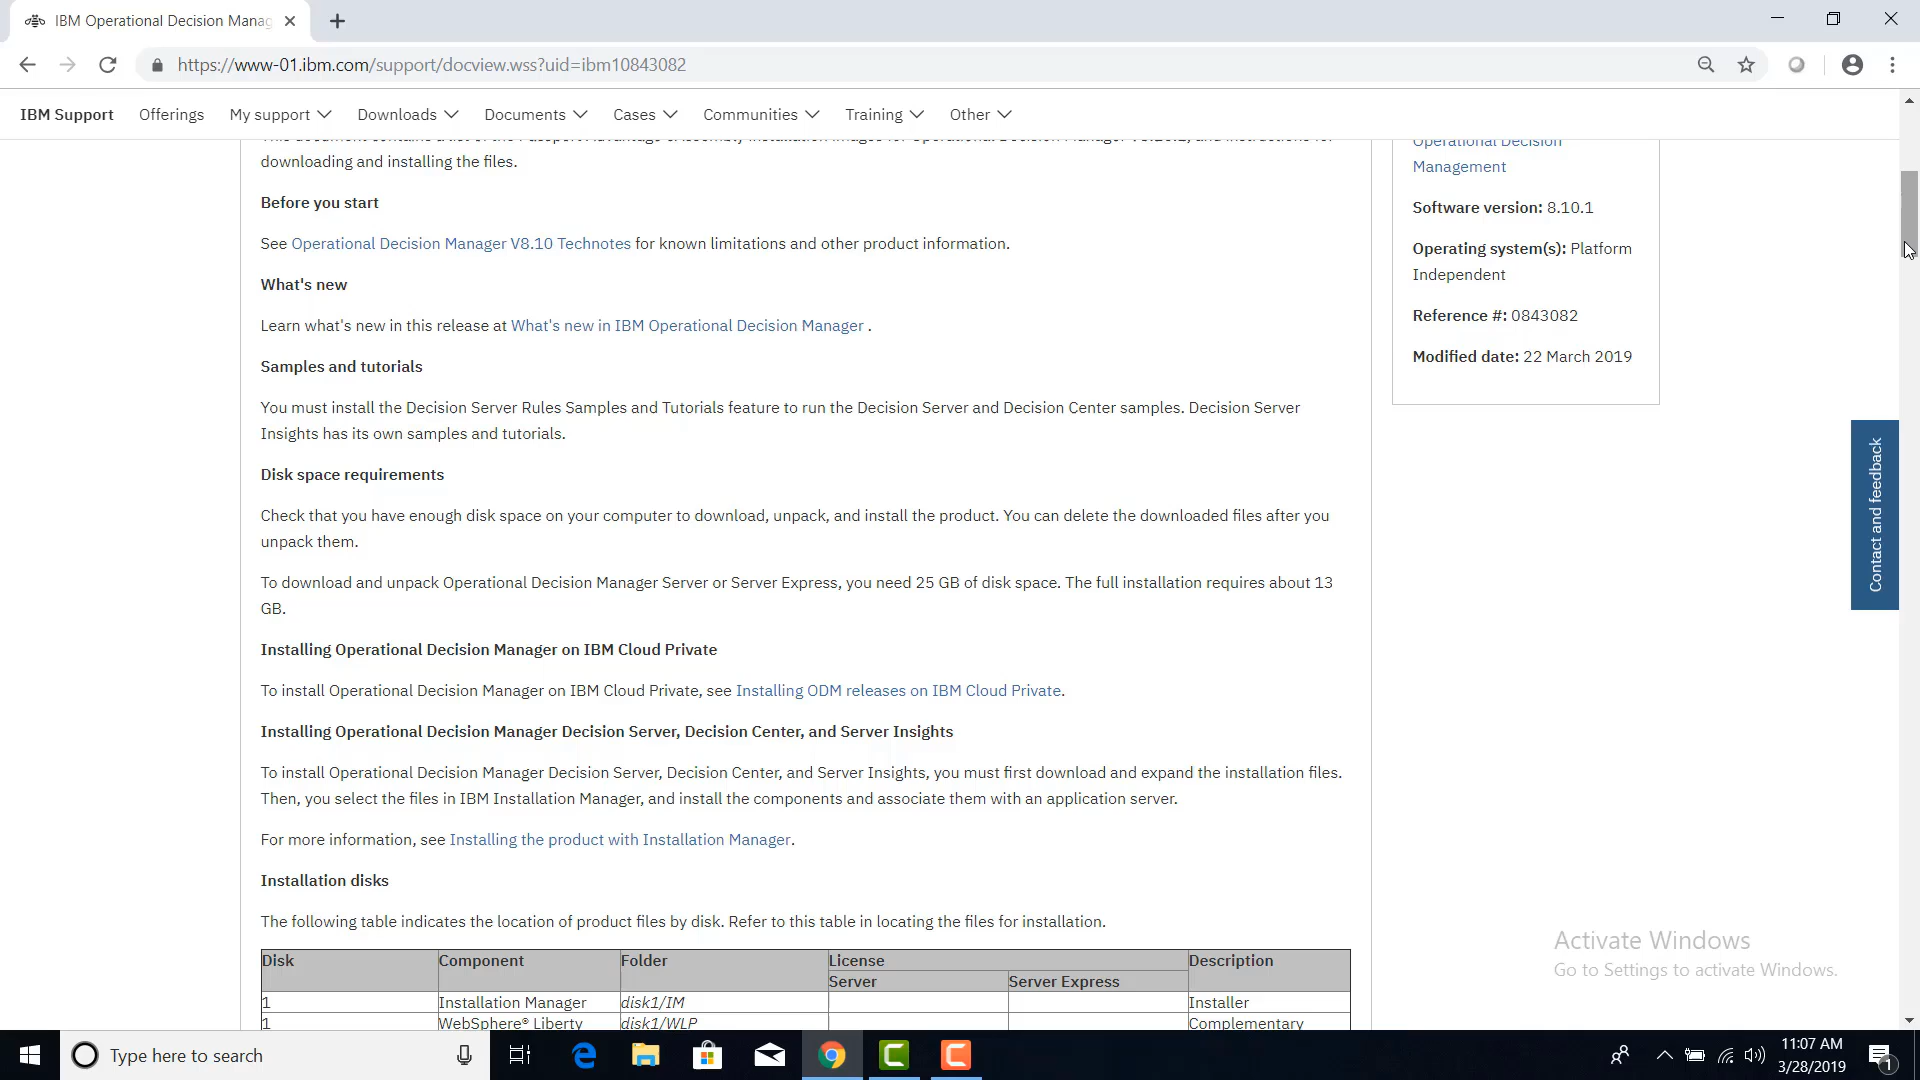 IBM Operational Decision Manag
https://www-01.ibm.com/support/docview.wss?uid=ibm10843082
IBM Support Offerings My support Downloads Documents Cases Communities Training Other
downloading and installing the files.
Before you start
See Operational Decision Manager V8.10 Technotes for known limitations and other product information.
What's new
Learn what's new in this release at What's new in IBM Operational Decision Manager .
Samples and tutorials
You must install the Decision Server Rules Samples and Tutorials feature to run the Decision Server and Decision Center samples. Decision Server
Insights has its own samples and tutorials.
Disk space requirements
Check that you have enough disk space on your computer to download, unpack, and install the product. You can delete the downloaded files after you
unpack them.
To download and unpack Operational Decision Manager Server or Server Express, you need 25 GB of disk space. The full installation requires about 13
GB.
Installing Operational Decision Manager on IBM Cloud Private
To install Operational Decision Manager on IBM Cloud Private, see Installing ODM releases on IBM Cloud Private.
Installing Operational Decision Manager Decision Server, Decision Center, and Server Insights
To install Operational Decision Manager Decision Server, Decision Center, and Server Insights, you must first download and expand the installation files.
Then, you select the files in IBM Installation Manager, and install the components and associate them with an application server.
For more information, see Installing the product with Installation Manager.
Installation disks
The following table indicates the location of product files by disk. Refer to this table in locating the files for installation.
Disk Component Folder License Description
Server Server Express
1 Installation Manager disk1/IM Installer
1 WebSphere® Liberty disk1/WLP Complementary
Operational Decision
Management
Software version: 8.10.1
Operating system(s): Platform
Independent
Reference #: 0843082
Modified date: 22 March 2019
Contact and feedback
Activate Windows
Go to Settings to activate Windows.
Type here to search
11:07 AM
3/28/2019
1